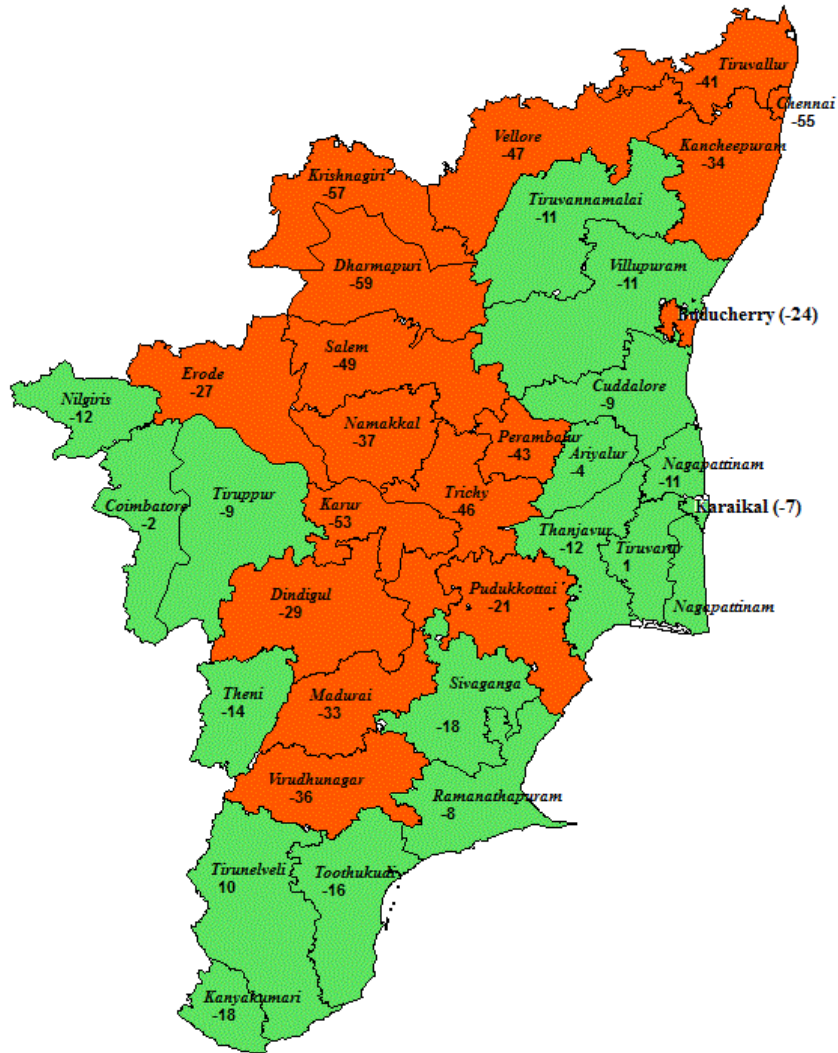 Tiruvallur
-41
Chennai
-55
Vellore
-47
Kancheepuram
-34
Krishnagiri
-57
Tiruvannamalai
-11
Dharmapuri
-59
Villupuram
-11
Puducherry (-24)
Salem
-49
Erode
-27
Cuddalore
-9
Nilgiris
-12
Namakkal
-37
Perambalur
-43
Ariyalur
-4
Nagapattinam
-11
Tiruppur
-9
Coimbatore
-2
Karur
-53
Trichy
-46
Karaikal (-7)
Thanjavur
-12
Tiruvarur
1
Dindigul
-29
Pudukkottai
-21
Nagapattinam
Theni
-14
Madurai
-33
Sivaganga
-18
Virudhunagar
-36
Ramanathapuram
-8
Tirunelveli
10
Toothukudi
-16
Kanyakumari
-18